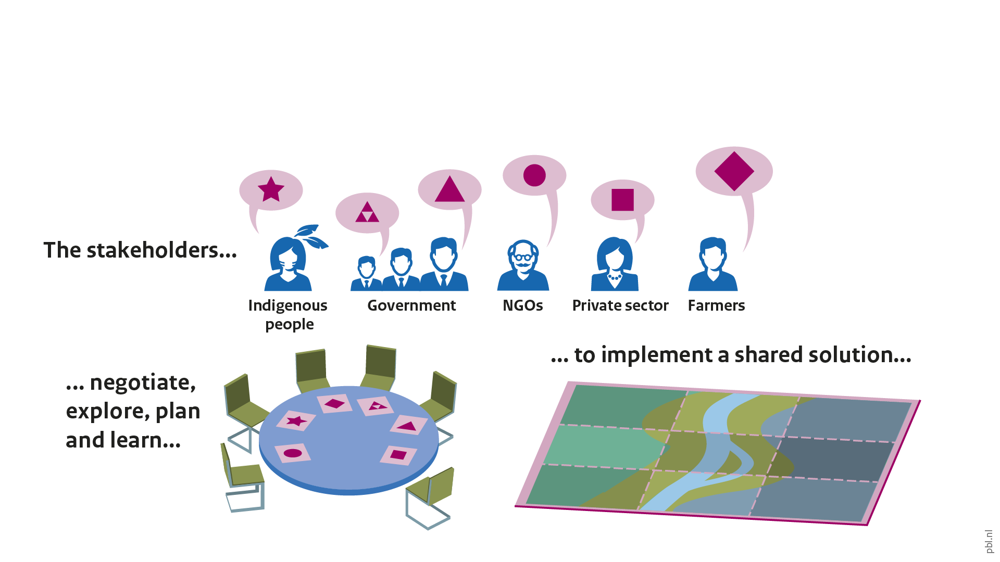 The stakeholders...
Indigenous
people
Government
NGOs
Private sector
Farmers
... negotiate,
explore, plan
and learn...
... to implement a shared solution...
pbl.nl